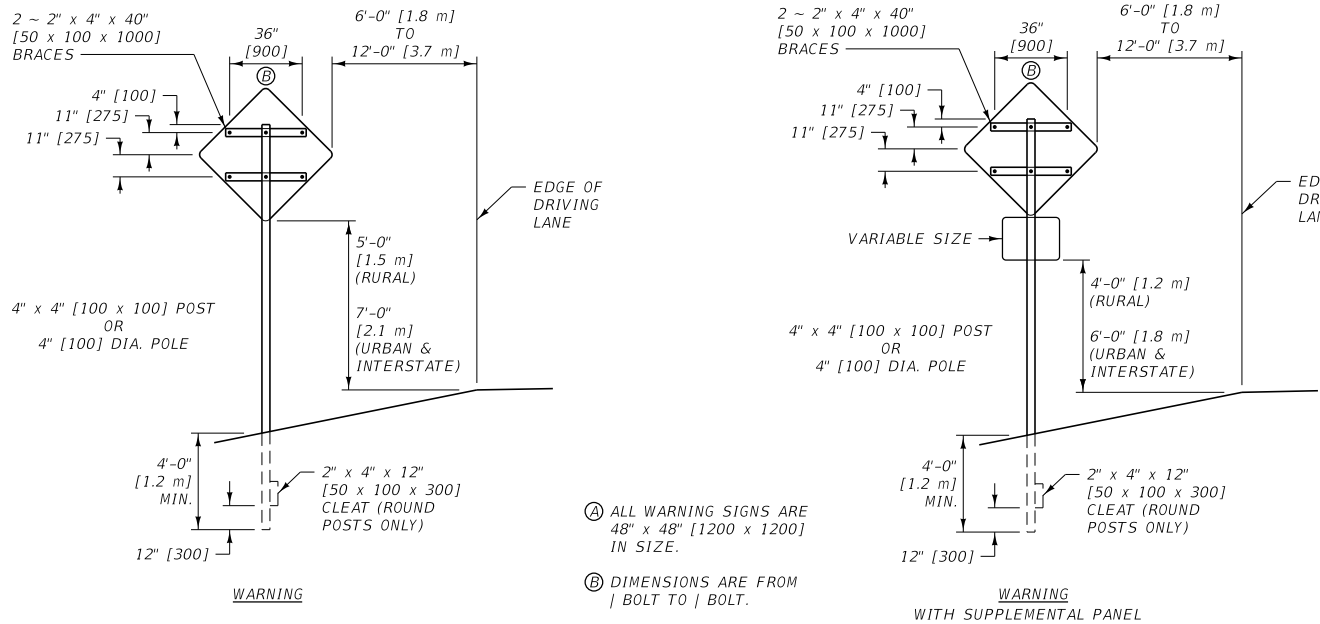 2 ~ 2" x 4" x 40"
[50 x 100 x 1000]
BRACES
36"
[900]
B
6'-0" [1.8 m]
TO
12'-0" [3.7 m]
4" [100]
11" [275]
11" [275]
EDGE OF
DRIVING
LANE
5'-0"
[1.5 m]
(RURAL)
7'-0"
[2.1 m]
(URBAN &
INTERSTATE)
4" x 4" [100 x 100] POST
OR
4" [100] DIA. POLE
4'-0"
[1.2 m]
MIN.
2" x 4" x 12"
[50 x 100 x 300]
CLEAT (ROUND
POSTS ONLY)
12" [300]
WARNING
A ALL WARNING SIGNS ARE
48" x 48" [1200 x 1200]
IN SIZE.
B DIMENSIONS ARE FROM
| BOLT TO | BOLT.
2 ~ 2" x 4" x 40"
[50 x 100 x 1000]
BRACES
36"
[900]
B
6'-0" [1.8 m]
TO
12'-0" [3.7 m]
4" [100]
11" [275]
11" [275]
ED
DR
LA
VARIABLE SIZE
4'-0" [1.2 m]
(RURAL)
6'-0" [1.8 m]
(URBAN &
INTERSTATE)
4" x 4" [100 x 100] POST
OR
4" [100] DIA. POLE
4'-0"
[1.2 m]
MIN.
2" x 4" x 12"
[50 x 100 x 300]
CLEAT (ROUND
POSTS ONLY)
12" [300]
WARNING
WITH SUPPLEMENTAL PANEL